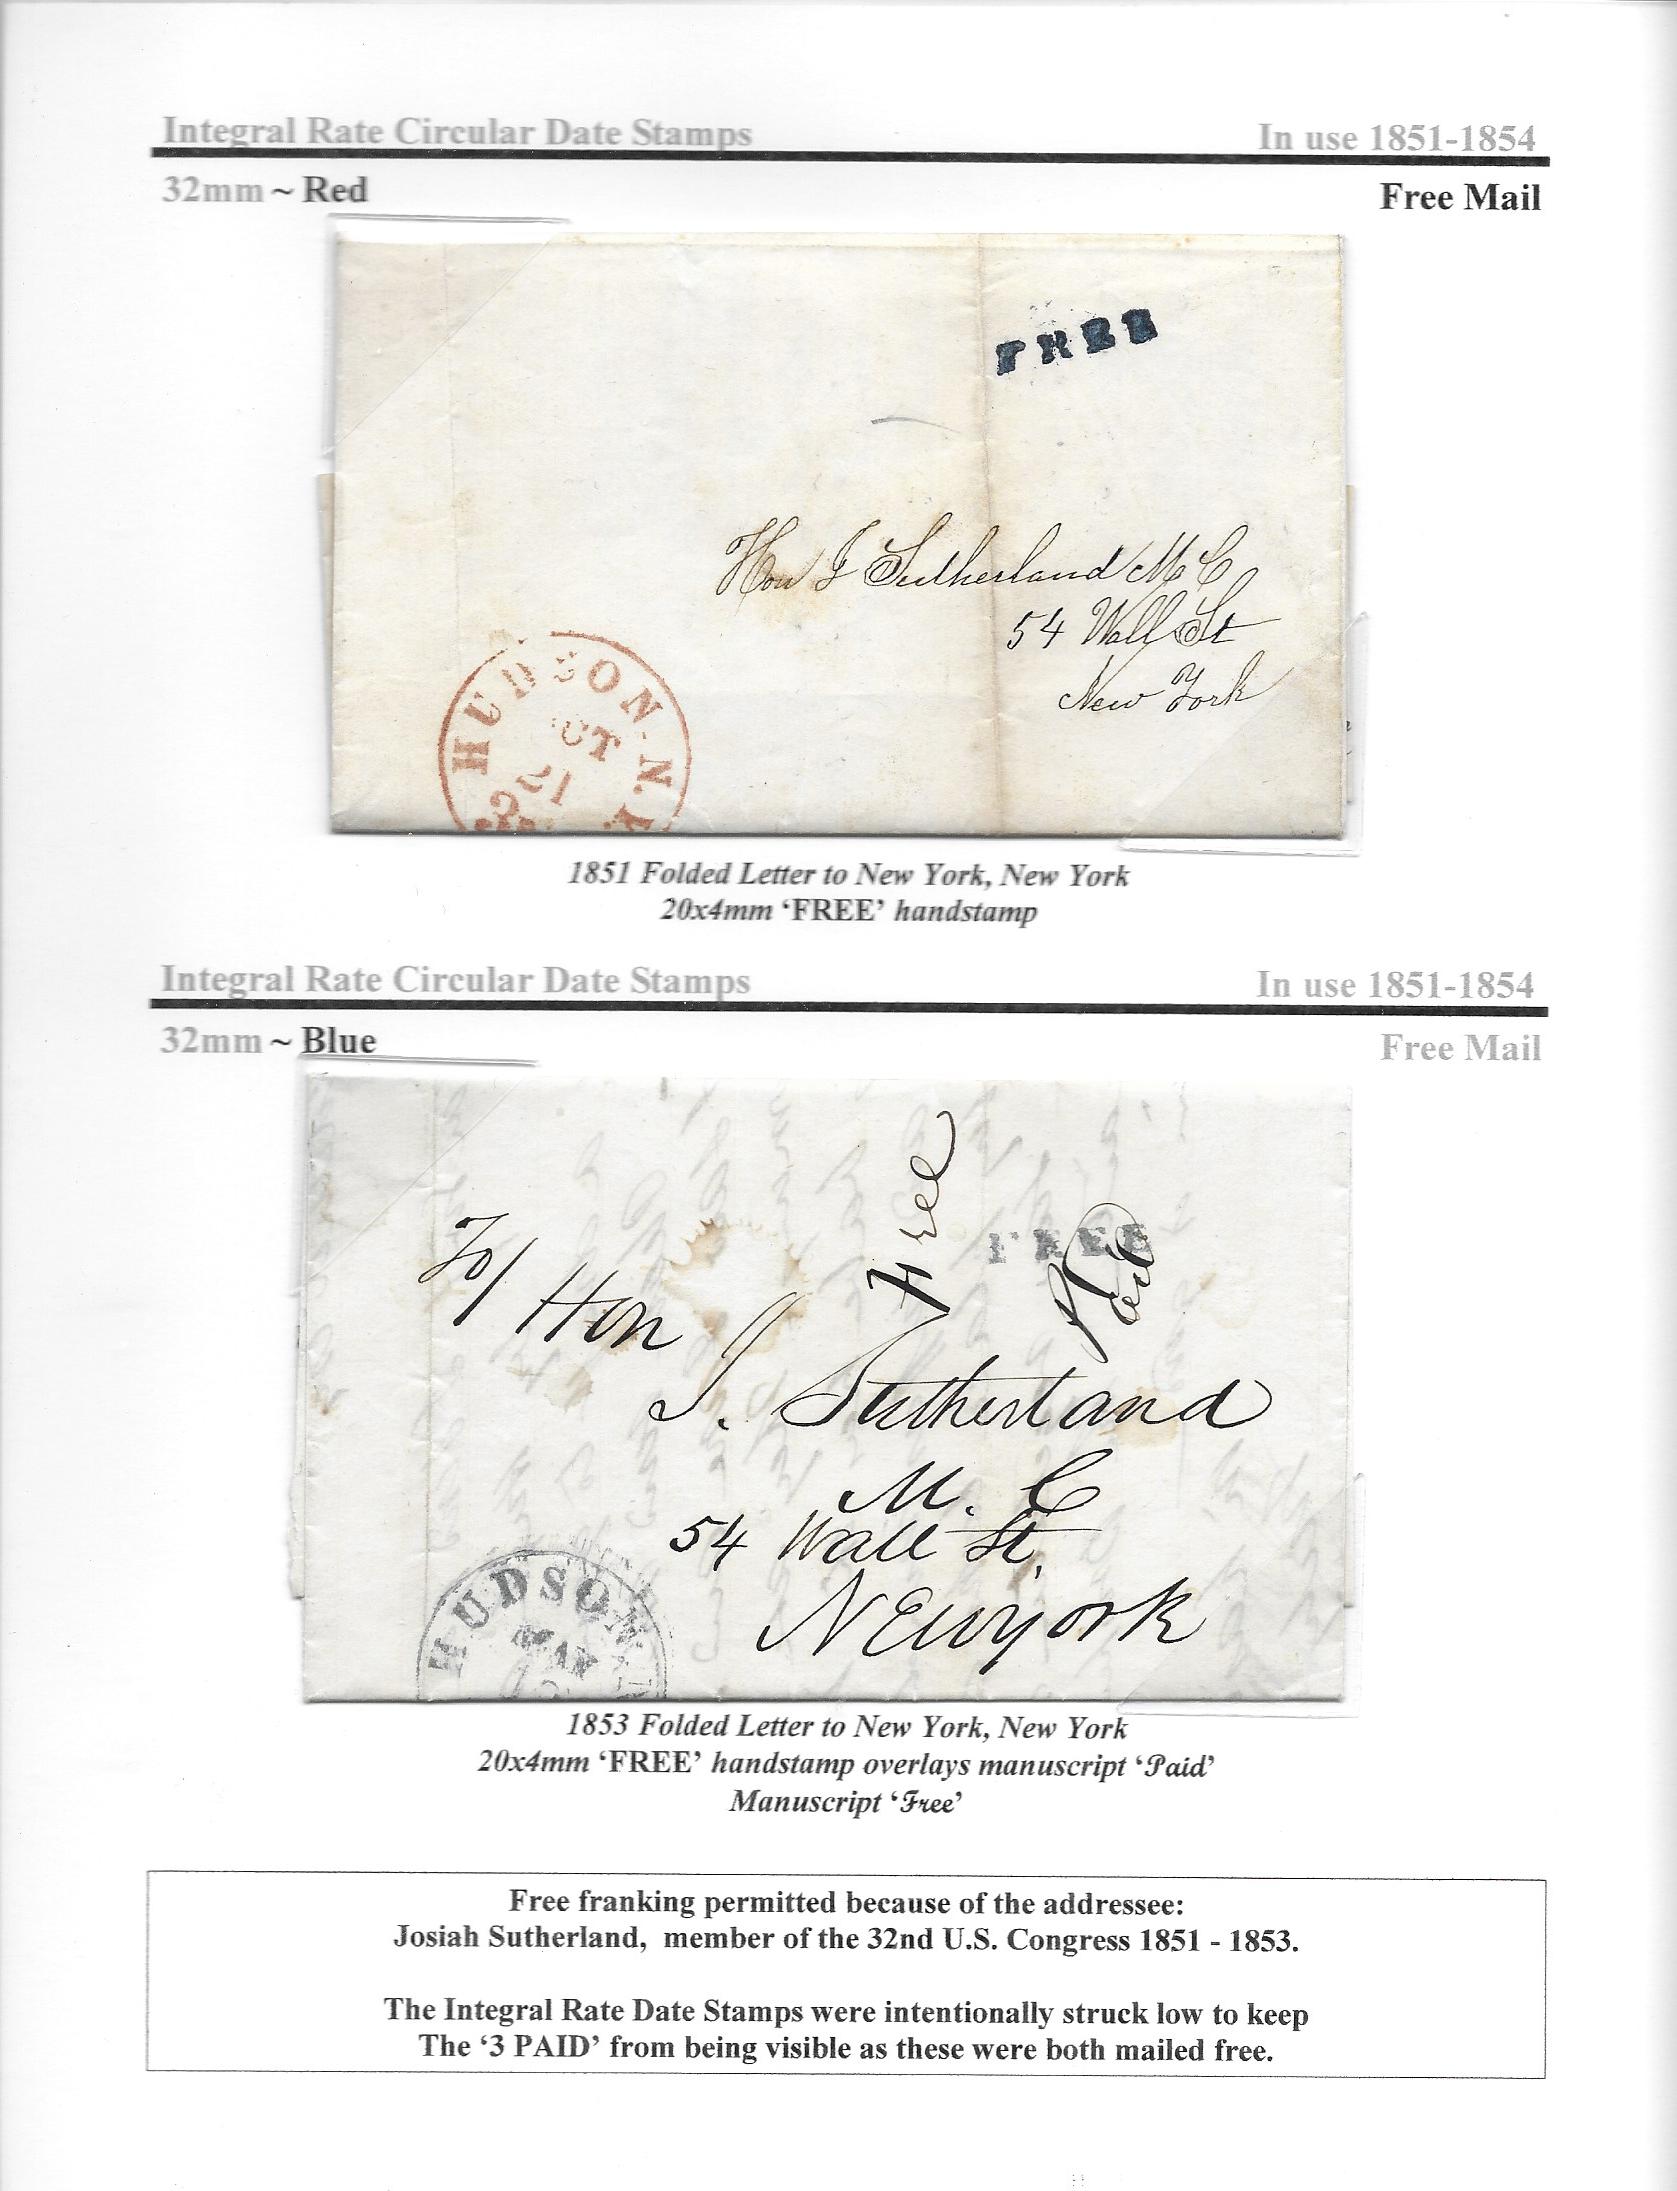 Integral Rate Circular Date Stamps In use 1851-1854
32mm ~ Red Free Mail
FREE
Hon J Sutherland M C
54 Wall St
New York
HUDSON N.Y.
OCT
21
1851 Folded Letter to New York, New York
20x4mm ‘FREE’ handstamp
Integral Rate Circular Date Stamps In use 1851-1854
32mm ~ Blue Free Mail
Free
FREE
Paid
To/ Hon
J. Sutherland
M. C
54 Wall St.
NEwyork
HUDSON
1853 Folded Letter to New York, New York
20x4mm ‘FREE’ handstamp overlays manuscript ‘Paid’
Manuscript ‘Free’
Free franking permitted because of the addressee:
Josiah Sutherland, member of the 32nd U.S. Congress 1851 - 1853.
The Integral Rate Date Stamps were intentionally struck low to keep
The ‘3 PAID’ from being visible as these were both mailed free.